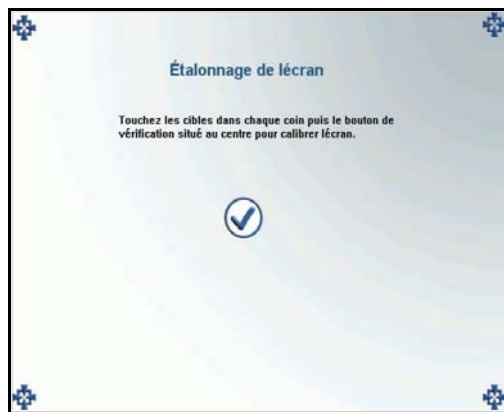 Étalonnage de lécran
Touchez les cibles dans chaque coin puis le bouton de
vérification situé au centre pour calibrer lécran.